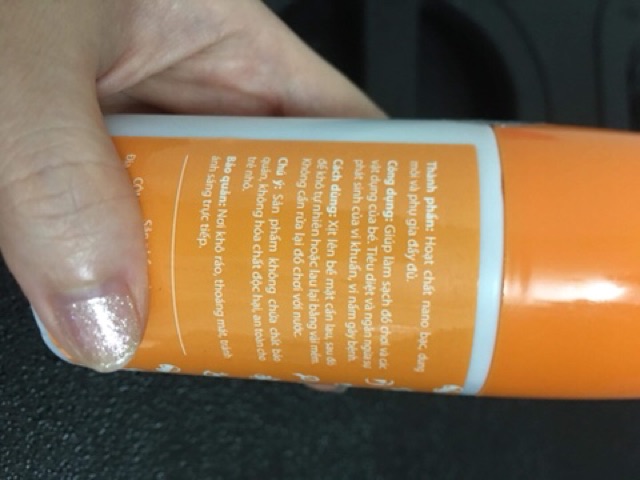 Thành phần: Hoạt chất nano bạc, dung
môi và phụ gia đầy đủ.
Công dụng: Giúp làm sạch đồ chơi và các
vật dụng của bé. Tiêu diệt và ngăn ngừa sự
phát sinh của vi khuẩn, vi nấm gây bệnh.
Cách dùng: Xịt lên bề mặt cần lau, sau đó
để khô tự nhiên hoặc lau lại bằng vải mềm.
Không cần rửa lại đồ chơi với nước.
Chú ý: Sản phẩm không chứa chất bảo
quản, không hóa chất độc hại, an toàn cho
trẻ nhỏ.
Bảo quản: Nơi khô ráo, thoáng mát, tránh
ánh sáng trực tiếp.